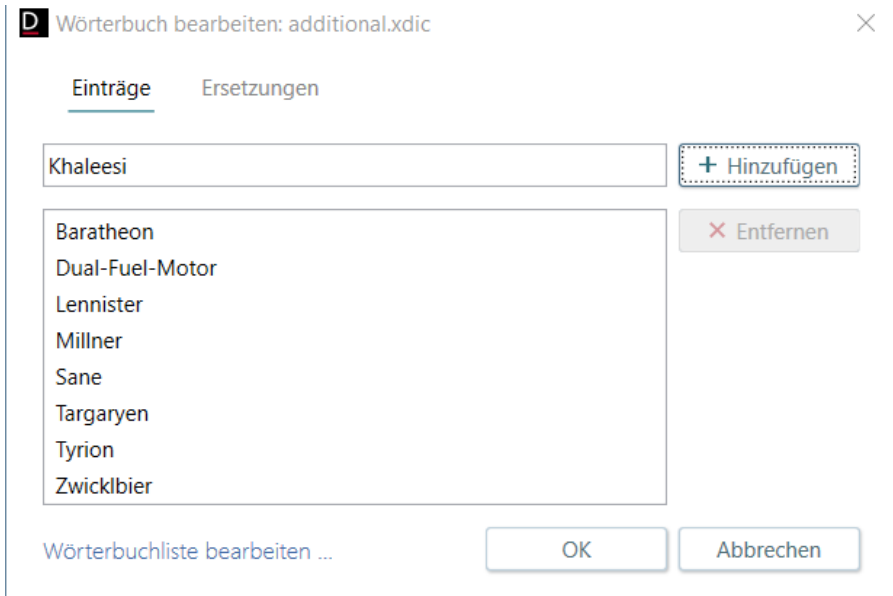 D Wörterbuch bearbeiten: additional.xdic
Einträge Ersetzungen
Khaleesi + Hinzufügen
Baratheon × Entfernen
Dual-Fuel-Motor
Lennister
Millner
Sane
Targaryen
Tyrion
Zwicklbier
Wörterbuchliste bearbeiten ... OK Abbrechen